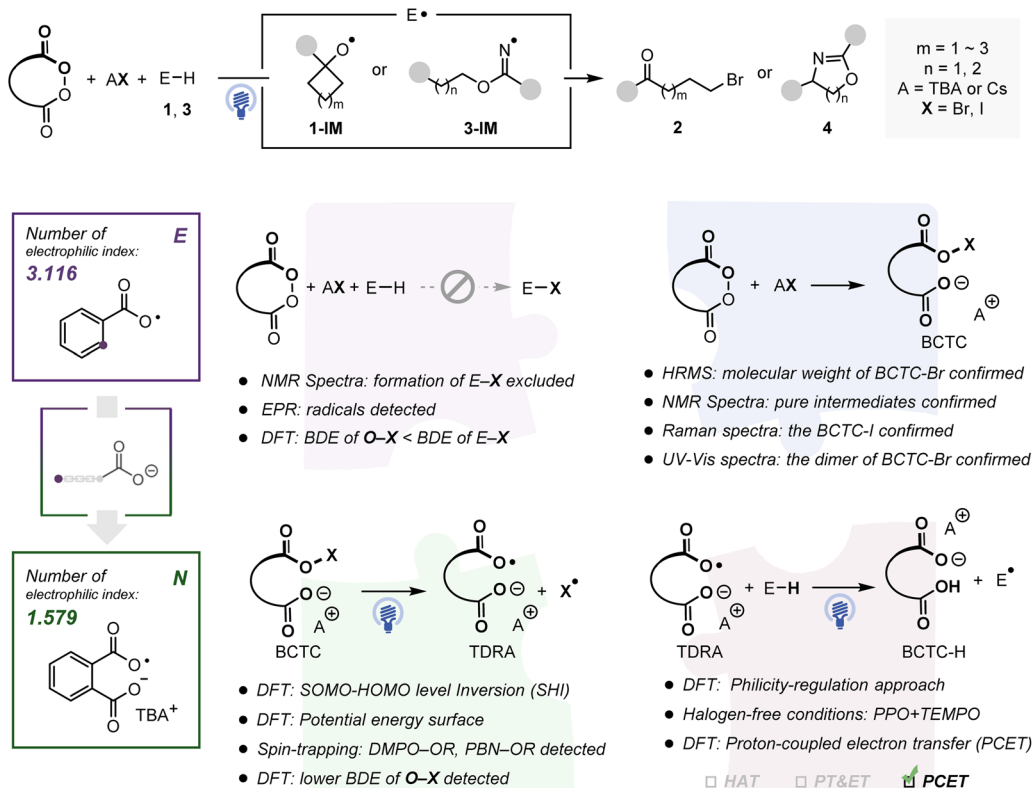 O
O
O
O
+ AX + E–H
1, 3
E•
O•
( )m
1-IM
or
N•
( )n
O
3-IM
O
( )m
Br
2
or
N
O
( )n
4
m = 1 ~ 3
n = 1, 2
A = TBA or Cs
X = Br, I
Number of
electrophilic index:
E
3.116
O
O•
O
O⊖
Number of
electrophilic index:
N
1.579
O
O•
O−
O
TBA+
O
O
O
O
+ AX + E–H
E–X
● NMR Spectra: formation of E–X excluded
● EPR: radicals detected
● DFT: BDE of O–X < BDE of E–X
O
O
O
O
+ AX
O
O–X
O⊖
O
A⊕
BCTC
● HRMS: molecular weight of BCTC-Br confirmed
● NMR Spectra: pure intermediates confirmed
● Raman spectra: the BCTC-I confirmed
● UV-Vis spectra: the dimer of BCTC-Br confirmed
O
O–X
O⊖
O
A⊕
BCTC
O
O•
O⊖
O
A⊕
TDRA
+ X•
● DFT: SOMO-HOMO level Inversion (SHI)
● DFT: Potential energy surface
● Spin-trapping: DMPO–OR, PBN–OR detected
● DFT: lower BDE of O–X detected
O
O•
O⊖
O
A⊕
TDRA
+ E–H
A⊕
O
O⊖
OH
O
BCTC-H
+ E•
● DFT: Philicity-regulation approach
● Halogen-free conditions: PPO+TEMPO
● DFT: Proton-coupled electron transfer (PCET)
☐ HAT ☐ PT&ET ☑ PCET